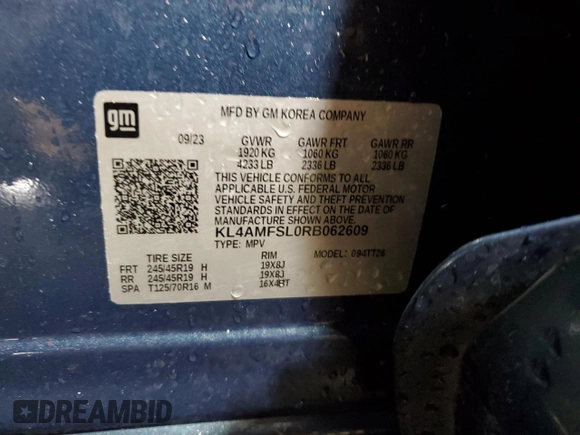 gm
MFD BY GM KOREA COMPANY
09/23 GVWR GAWR FRT GAWR RR
1920 KG 1060 KG 1060 KG
4233 LB 2336 LB 2336 LB
THIS VEHICLE CONFORMS TO ALL
APPLICABLE U.S. FEDERAL MOTOR
VEHICLE SAFETY AND THEFT PREVENTION
STANDARDS IN EFFECT ON THE DATE OF
MANUFACTURE SHOWN ABOVE.
KL4AMFSL0RB062609
TYPE: MPV MODEL: 094TT26
TIRE SIZE RIM
FRT 245/45R19 H 19X8J
RR 245/45R19 H 19X8J
SPA T125/70R16 M 16X4BT
DREAMBID